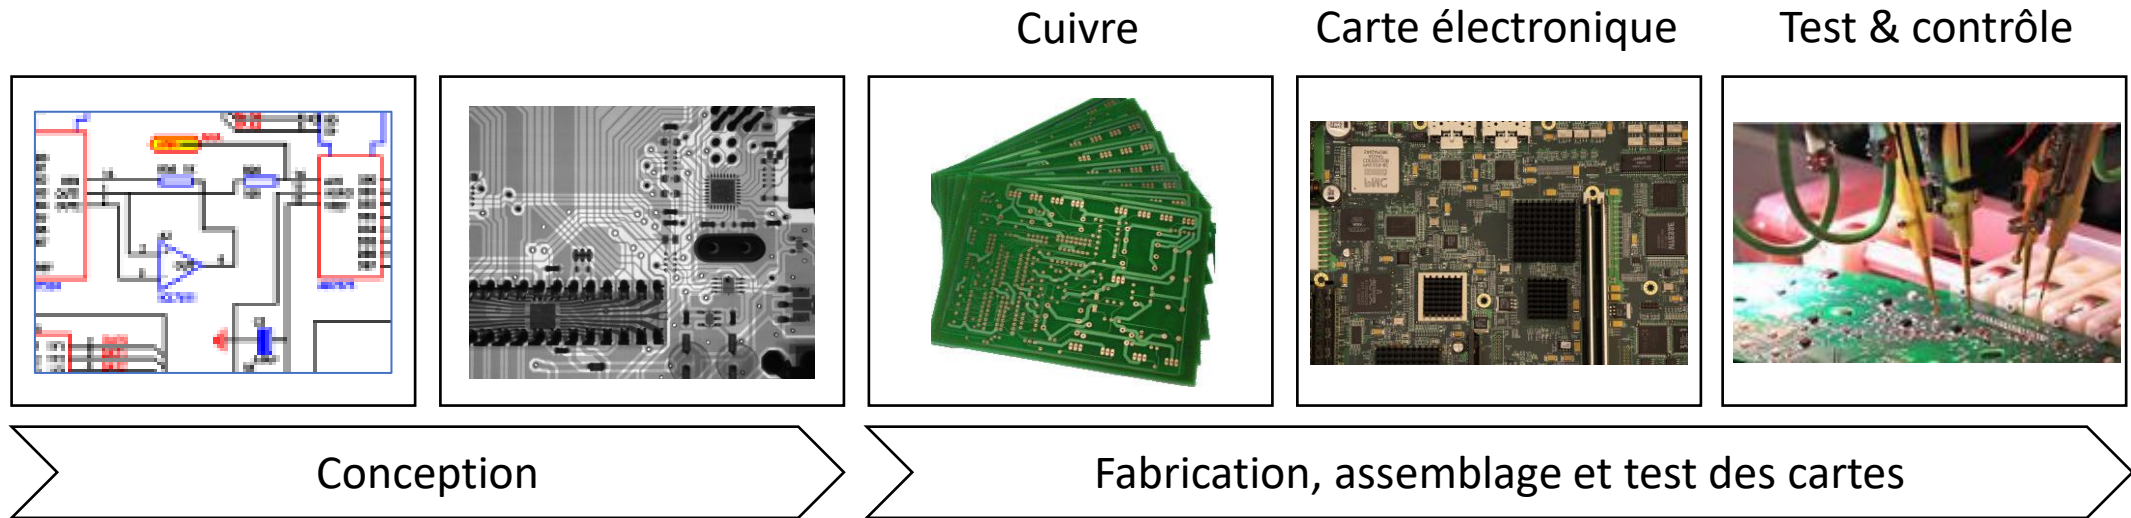 Cuivre
Carte électronique
Test & contrôle
Conception
Fabrication, assemblage et test des cartes